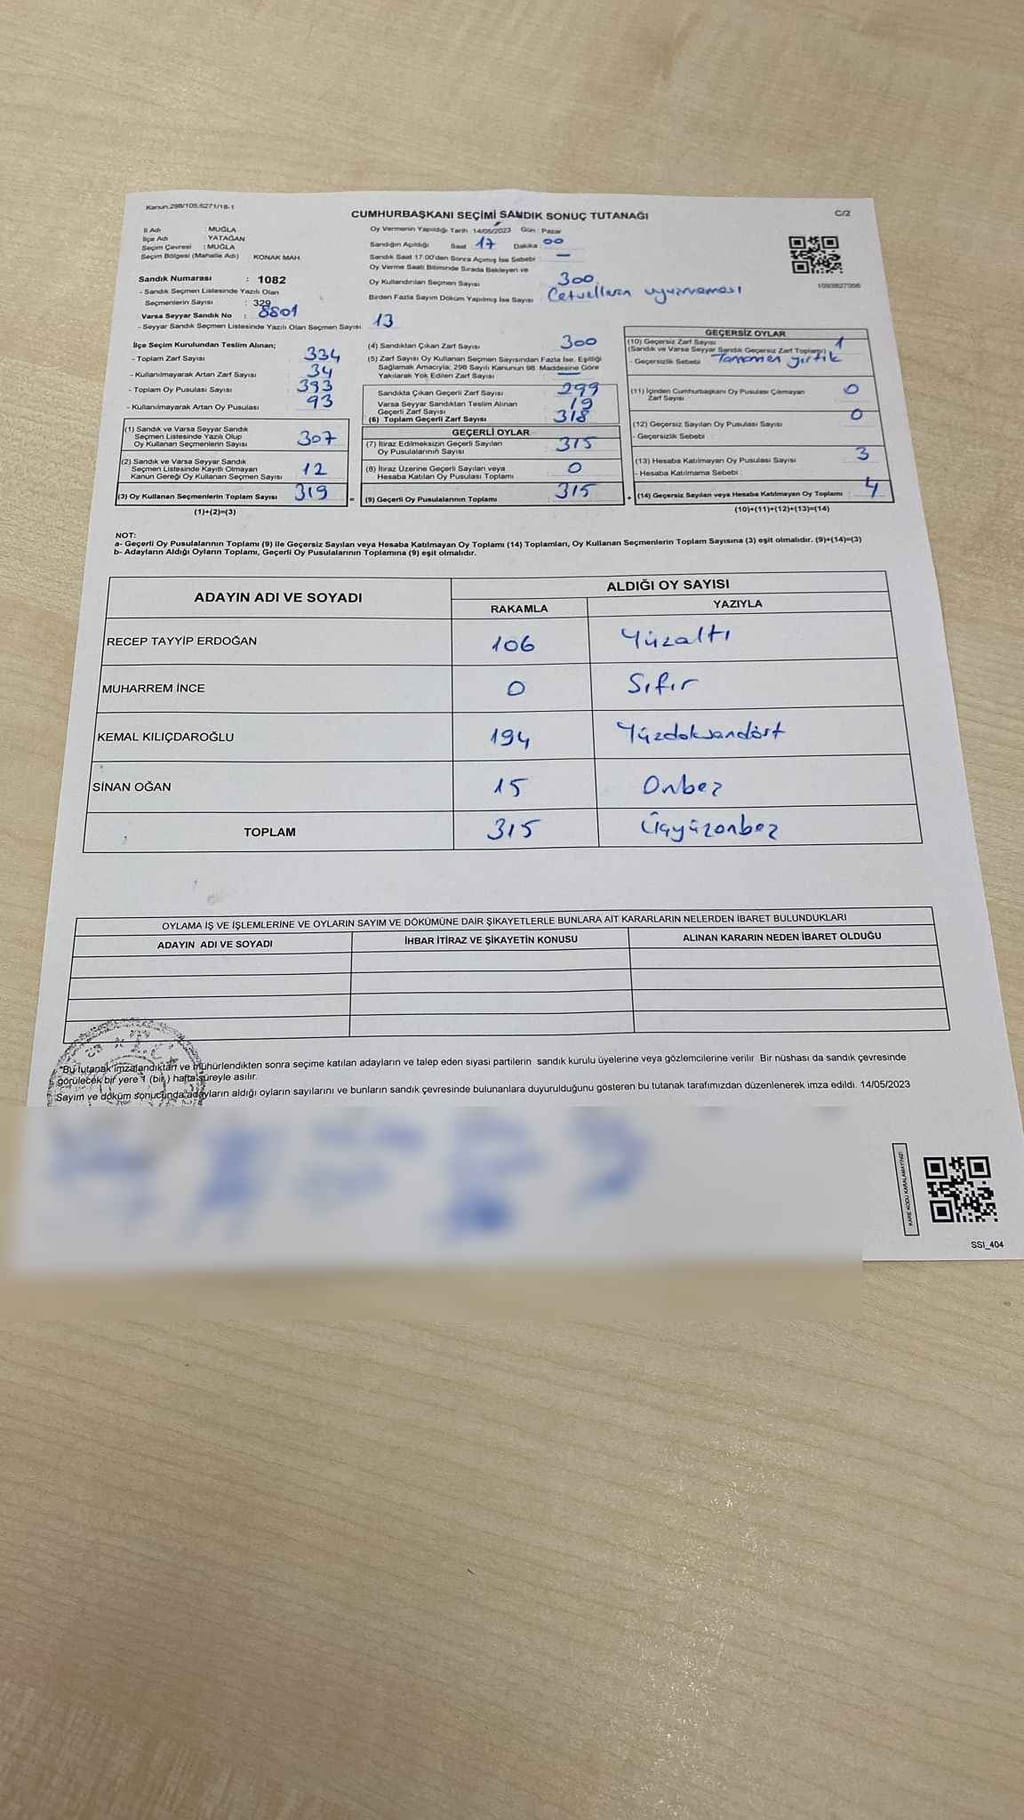 Kanun:298/105,6271/18-1
CUMHURBAŞKANI SEÇİMİ SANDIK SONUÇ TUTANAĞI
C/2
İl Adı : MUĞLA
İlçe Adı : YATAĞAN
Seçim Çevresi : MUĞLA
Seçim Bölgesi (Mahalle Adı) KONAK MAH.
Sandık Numarası : 1082
- Sandık Seçmen Listesinde Yazılı Olan
Seçmenlerin Sayısı : 329
Varsa Seyyar Sandık No : 8801
- Seyyar Sandık Seçmen Listesinde Yazılı Olan Seçmen Sayısı 13
Oy Vermenin Yapıldığı Tarih 14/05/2023 Gün: Pazar
Sandığın Açıldığı Saat 17 Dakika 00
Sandık Saat 17.00'den Sonra Açılmış İse Sebebi —
Oy Verme Saati Bitiminde Sırada Bekleyen ve
Oy Kullandırılan Seçmen Sayısı 300
Birden Fazla Sayım Döküm Yapılmış İse Sayısı Cetvellerin uyuşmaması
1093827006
İlçe Seçim Kurulundan Teslim Alınan;
- Toplam Zarf Sayısı 334
- Kullanılmayarak Artan Zarf Sayısı 34
- Toplam Oy Pusulası Sayısı 393
- Kullanılmayarak Artan Oy Pusulası 93
(1) Sandık ve Varsa Seyyar Sandık
Seçmen Listesinde Yazılı Olup
Oy Kullanan Seçmenlerin Sayısı 307
(2) Sandık ve Varsa Seyyar Sandık
Seçmen Listesinde Kayıtlı Olmayan
Kanun Gereği Oy Kullanan Seçmen Sayısı 12
(3) Oy Kullanan Seçmenlerin Toplam Sayısı 319
(1)+(2)=(3)
(4) Sandıktan Çıkan Zarf Sayısı 300
(5) Zarf Sayısı Oy Kullanan Seçmen Sayısından Fazla İse, Eşitliği
Sağlamak Amacıyla; 298 Sayılı Kanunun 98. Maddesine Göre
Yakılarak Yok Edilen Zarf Sayısı —
Sandıkta Çıkan Geçerli Zarf Sayısı 299
Varsa Seyyar Sandıktan Teslim Alınan
Geçerli Zarf Sayısı 19
(6) Toplam Geçerli Zarf Sayısı 318
GEÇERLİ OYLAR
(7) İtiraz Edilmeksizin Geçerli Sayılan
Oy Pusulalarının Sayısı 315
(8) İtiraz Üzerine Geçerli Sayılan veya
Hesaba Katılan Oy Pusulası Toplamı 0
= (9) Geçerli Oy Pusulalarının Toplamı 315
GEÇERSİZ OYLAR
(10) Geçersiz Zarf Sayısı 1
(Sandık ve Varsa Seyyar Sandık Geçersiz Zarf Toplamı)
- Geçersizlik Sebebi Tamamen yırtık
(11) İçinden Cumhurbaşkanı Oy Pusulası Çıkmayan
Zarf Sayısı 0
(12) Geçersiz Sayılan Oy Pusulası Sayısı 0
- Geçersizlik Sebebi
(13) Hesaba Katılmayan Oy Pusulası Sayısı 3
- Hesaba Katılmama Sebebi
+ (14) Geçersiz Sayılan veya Hesaba Katılmayan Oy Toplamı 4
(10)+(11)+(12)+(13)=(14)
NOT:
a- Geçerli Oy Pusulalarının Toplamı (9) ile Geçersiz Sayılan veya Hesaba Katılmayan Oy Toplamı (14) Toplamları, Oy Kullanan Seçmenlerin Toplam Sayısına (3) eşit olmalıdır. (9)+(14)=(3)
b- Adayların Aldığı Oyların Toplamı, Geçerli Oy Pusulalarının Toplamına (9) eşit olmalıdır.
ADAYIN ADI VE SOYADI
ALDIĞI OY SAYISI
RAKAMLA YAZIYLA
RECEP TAYYİP ERDOĞAN 106 Yüzaltı
MUHARREM İNCE 0 Sıfır
KEMAL KILIÇDAROĞLU 194 Yüzdoksandört
SİNAN OĞAN 15 Onbeş
TOPLAM 315 Üçyüzonbeş
OYLAMA İŞ VE İŞLEMLERİNE VE OYLARIN SAYIM VE DÖKÜMÜNE DAİR ŞİKAYETLERLE BUNLARA AİT KARARLARIN NELERDEN İBARET BULUNDUKLARI
ADAYIN ADI VE SOYADI İHBAR İTİRAZ VE ŞİKAYETİN KONUSU ALINAN KARARIN NEDEN İBARET OLDUĞU
"Bu tutanak imzalandıktan ve mühürlendikten sonra seçime katılan adayların ve talep eden siyasi partilerin sandık kurulu üyelerine veya gözlemcilerine verilir. Bir nüshası da sandık çevresinde
görülecek bir yere 1 (bir) hafta süreyle asılır.
Sayım ve döküm sonucunda adayların aldığı oyların sayılarını ve bunların sandık çevresinde bulunanlara duyurulduğunu gösteren bu tutanak tarafımızdan düzenlenerek imza edildi. 14/05/2023
KARE KODU KARALAMAYINIZ!
SSI_404